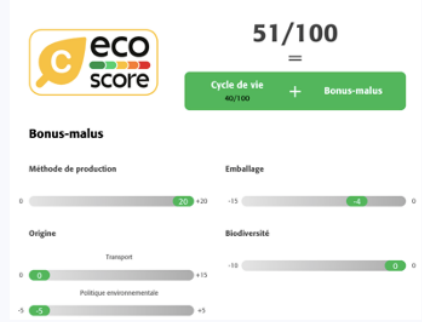 C eco
score
51/100
=
Cycle de vie + Bonus-malus
40/100
Bonus-malus
Méthode de production
0 20 +20
Emballage
-15 -4 0
Origine
Transport
0 0 +15
Politique environnementale
-5 -5 +5
Biodiversité
-10 0 0